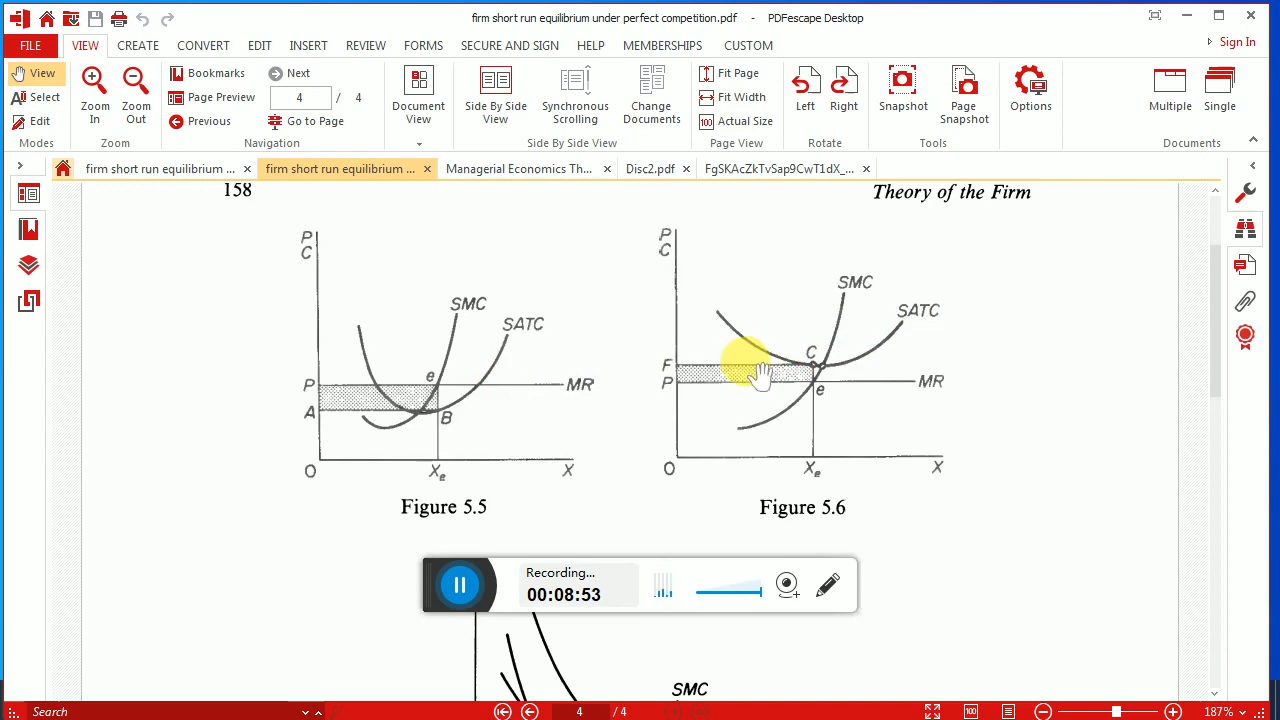 firm short run equilibrium under perfect competition.pdf - PDFescape Desktop
FILE VIEW CREATE CONVERT EDIT INSERT REVIEW FORMS SECURE AND SIGN HELP MEMBERSHIPS CUSTOM Sign In
View
Select
Edit
Modes
Zoom In
Zoom Out
Zoom
Bookmarks
Page Preview
Previous
Next
4 4
Go to Page
Navigation
Document View
Side By Side View
Synchronous Scrolling
Change Documents
Side By Side View
Fit Page
Fit Width
100 Actual Size
Page View
Left
Right
Rotate
Snapshot
Page Snapshot
Tools
Options
Multiple
Single
Documents
firm short run equilibrium ... firm short run equilibrium ... Managerial Economics Th... Disc2.pdf FgSKAcZkTvSap9CwT1dX_...
158 Theory of the Firm
P
C
SMC
SATC
P
e
MR
A
B
O
Xe
X
Figure 5.5
P
C
SMC
SATC
F
C
P
e
MR
O
Xe
X
Figure 5.6
Recording...
00:08:53
SMC
Search 4 / 4 100 187%